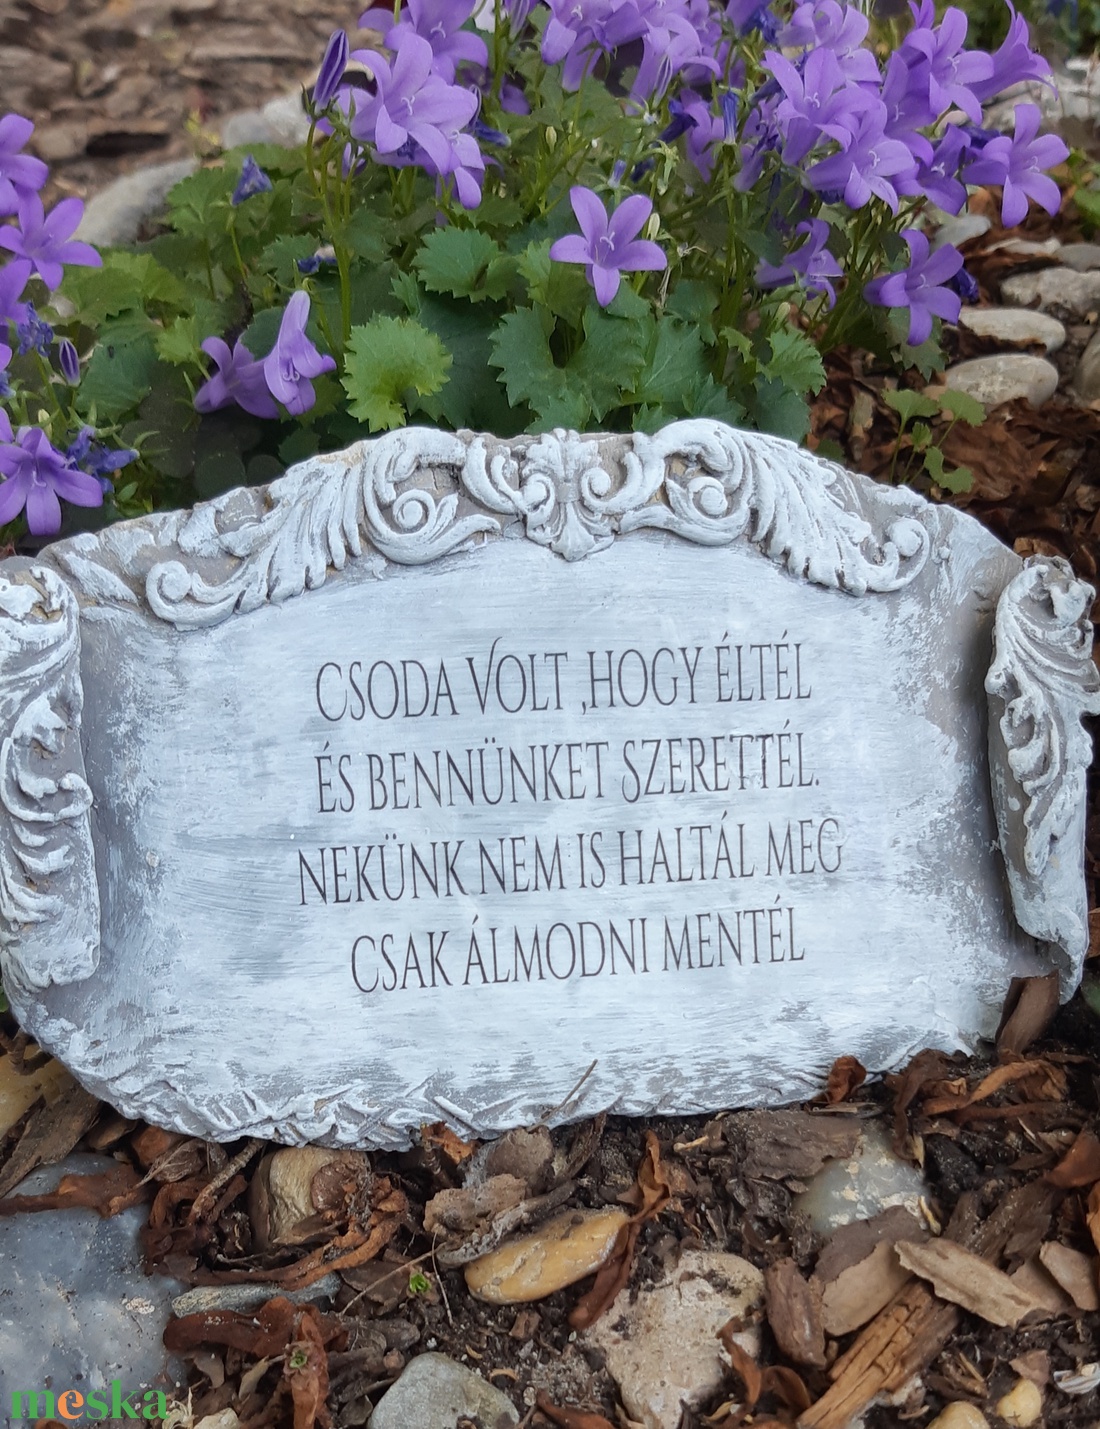 CSODA VOLT ,HOGY ÉLTÉL
ÉS BENNÜNKET SZERETTÉL.
NEKÜNK NEM IS HALTÁL MEG
CSAK ÁLMODNI MENTÉL
meska